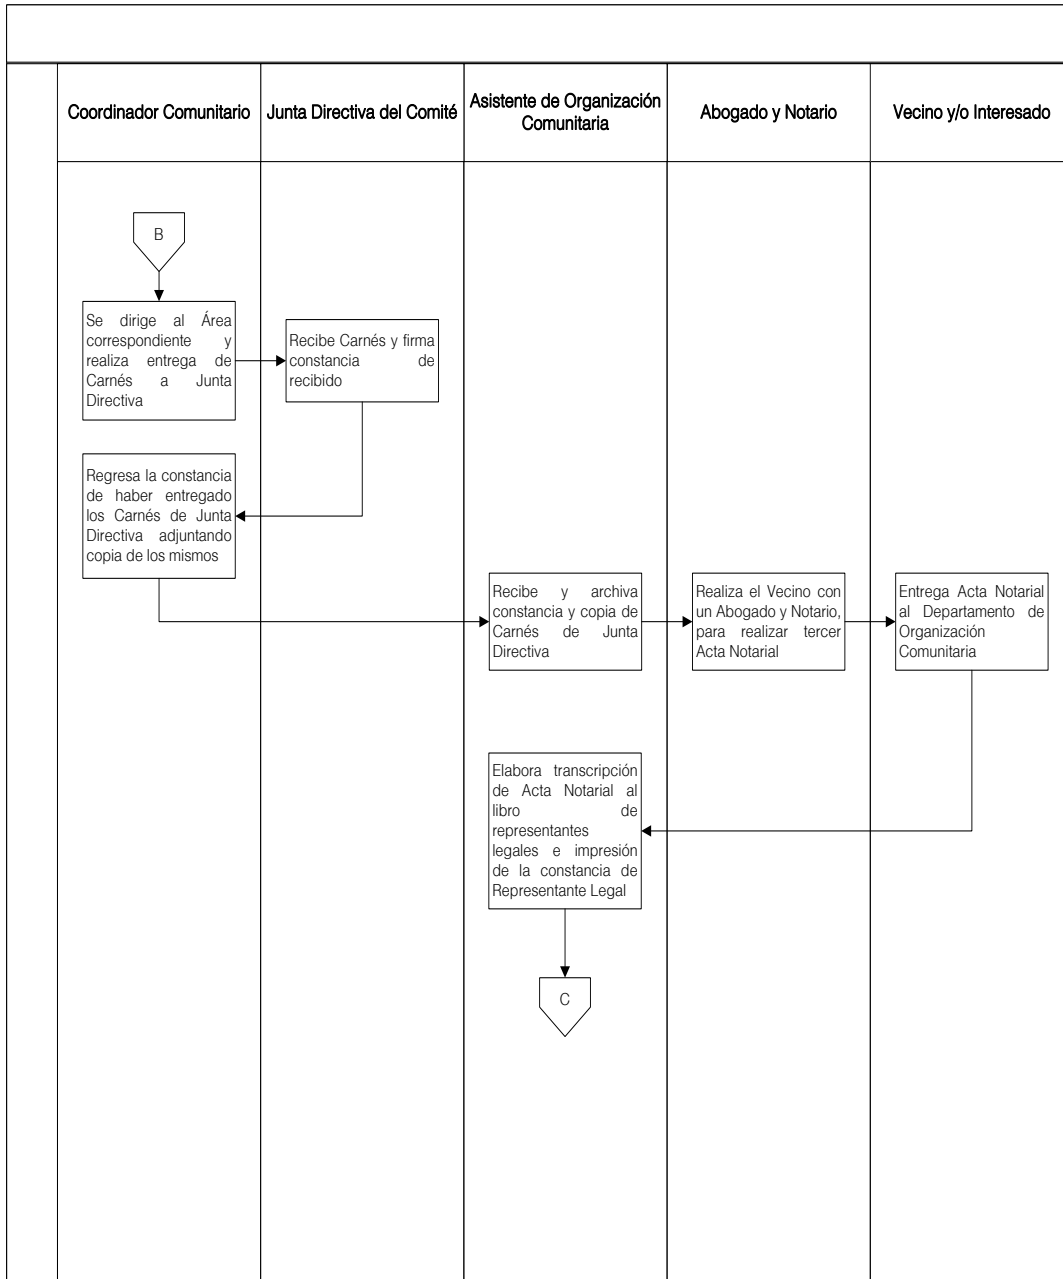 Coordinador Comunitario
Junta Directiva del Comité
Asistente de Organización
Comunitaria
Abogado y Notario
Vecino y/o Interesado
B
Se dirige al Área
correspondiente y
realiza entrega de
Carnés a Junta
Directiva
Recibe Carnés y firma
constancia de
recibido
Regresa la constancia
de haber entregado
los Carnés de Junta
Directiva adjuntando
copia de los mismos
Recibe y archiva
constancia y copia de
Carnés de Junta
Directiva
Realiza el Vecino con
un Abogado y Notario,
para realizar tercer
Acta Notarial
Entrega Acta Notarial
al Departamento de
Organización
Comunitaria
Elabora transcripción
de Acta Notarial al
libro de
representantes
legales e impresión
de la constancia de
Representante Legal
C